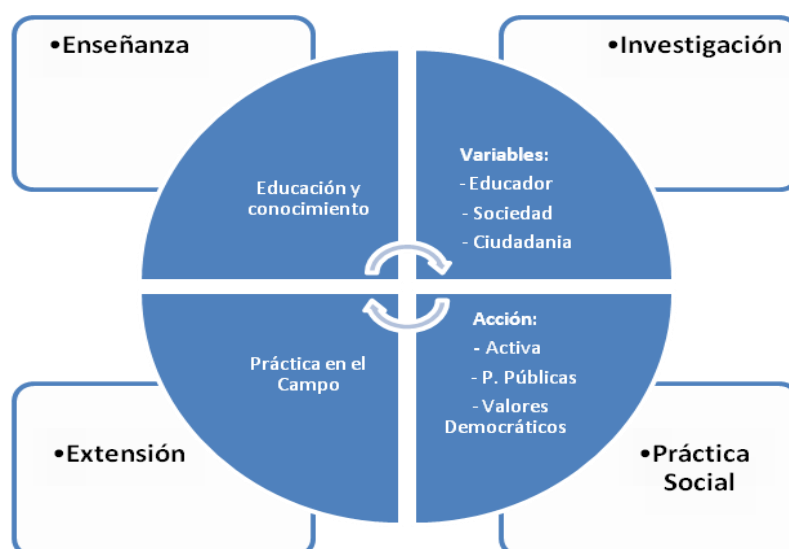 •Enseñanza
•Investigación
Educación y
conocimiento
Variables:
- Educador
- Sociedad
- Ciudadania
Práctica en el
Campo
Acción:
- Activa
- P. Públicas
- Valores
Democráticos
•Extensión
•Práctica
Social